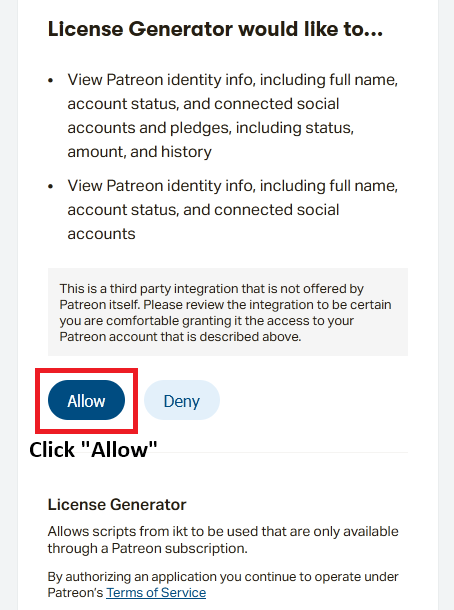 License Generator would like to...
• View Patreon identity info, including full name,
account status, and connected social
accounts and pledges, including status,
amount, and history
• View Patreon identity info, including full name,
account status, and connected social
accounts
This is a third party integration that is not offered by
Patreon itself. Please review the integration to be certain
you are comfortable granting it the access to your
Patreon account that is described above.
Allow
Deny
Click "Allow"
License Generator
Allows scripts from ikt to be used that are only available
through a Patreon subscription.
By authorizing an application you continue to operate under
Patreon's Terms of Service